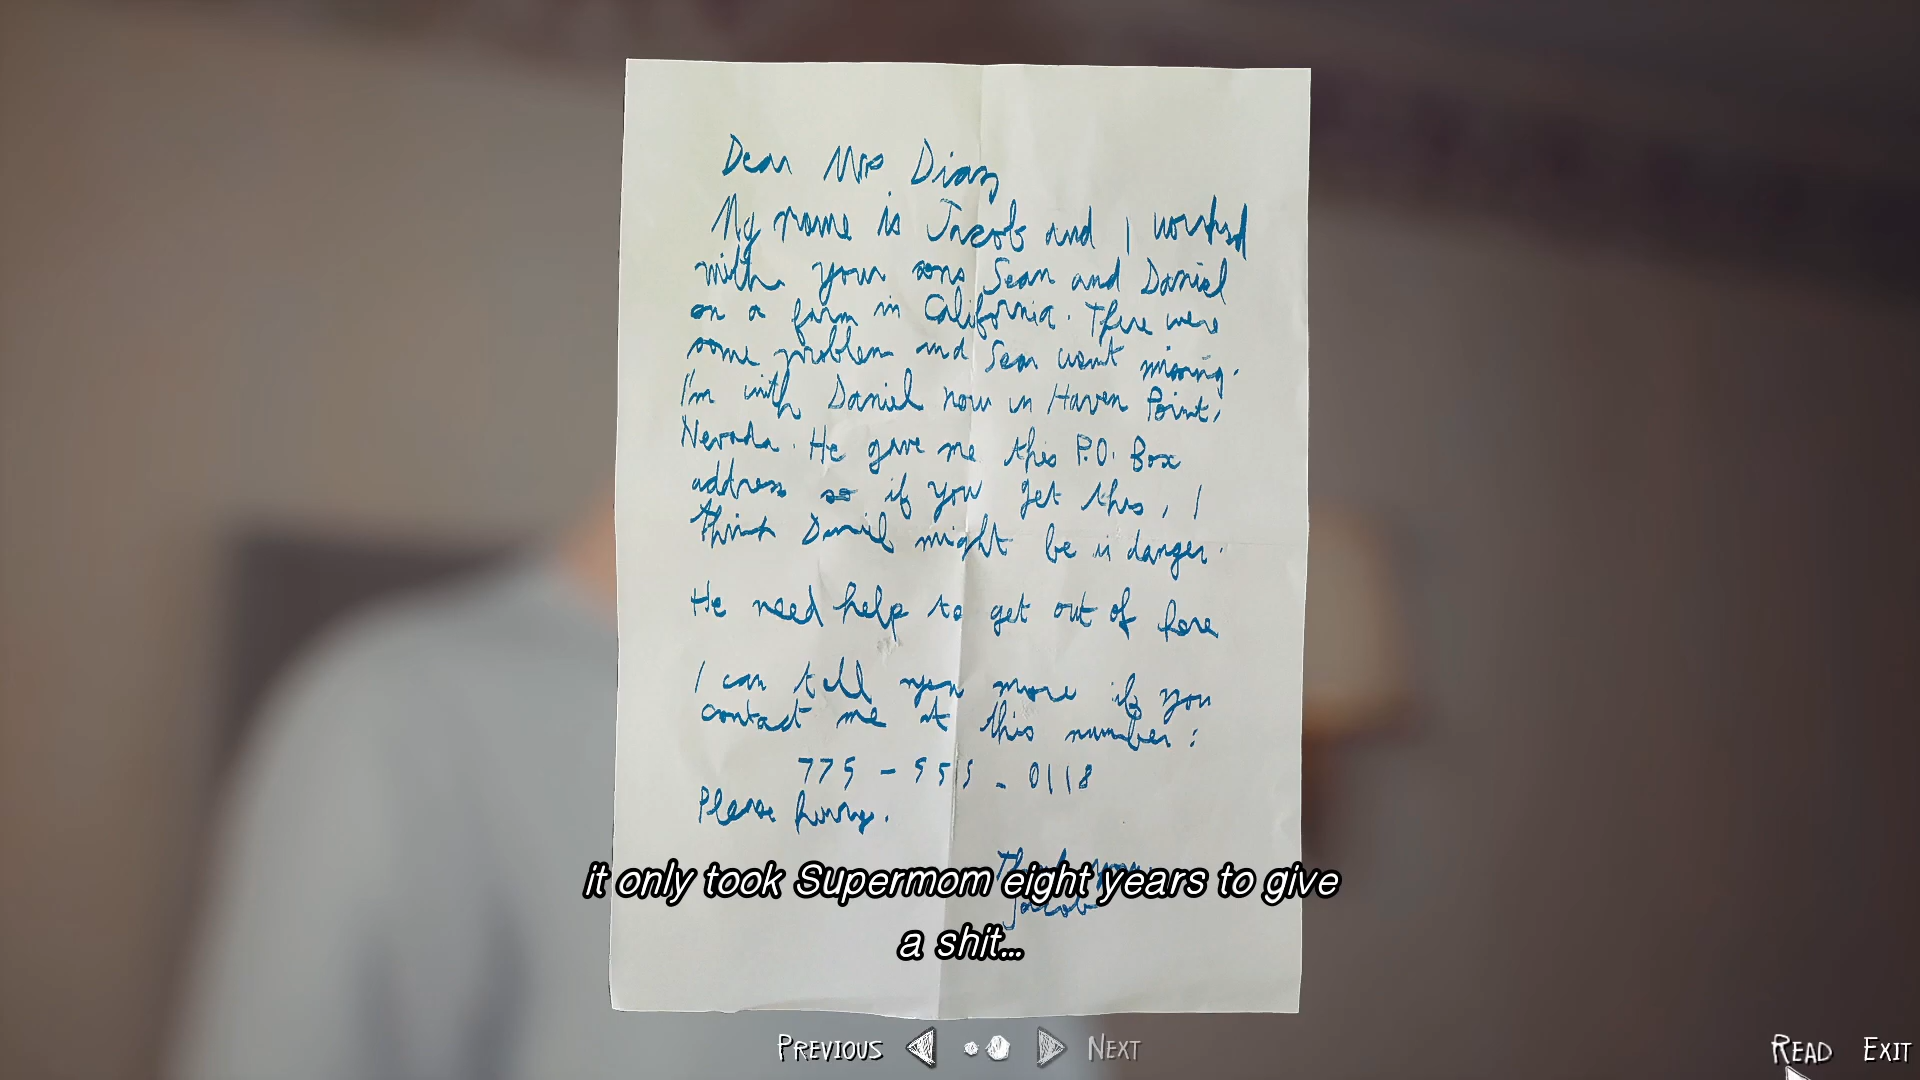 Dear Mrs Diaz
My name is Jacob and I worked
with your sons Sean and Daniel
on a farm in California. There were
some problem and Sean went missing.
I'm with Daniel now in Haven Point,
Nevada. He gave me this P.O. Box
address so if you get this, I
think Daniel might be in danger.
He need help to get out of here
I can tell you more if you
contact me at this number:
775-555-0118
Please hurry.
Thank you
Jacob
it only took Supermom eight years to give
a shit...
PREVIOUS NEXT
READ EXIT